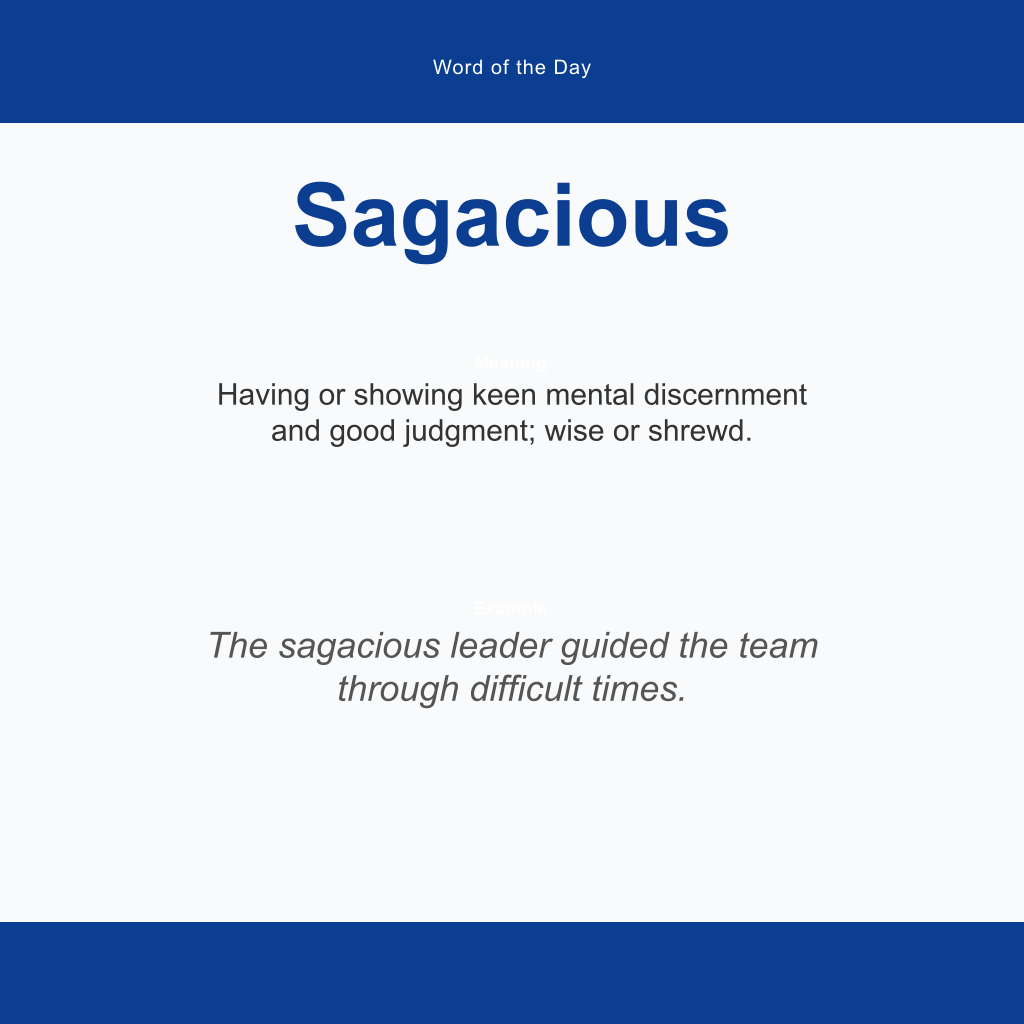 Word of the Day
Sagacious
Meaning
Having or showing keen mental discernment
and good judgment; wise or shrewd.
Example
The sagacious leader guided the team
through difficult times.